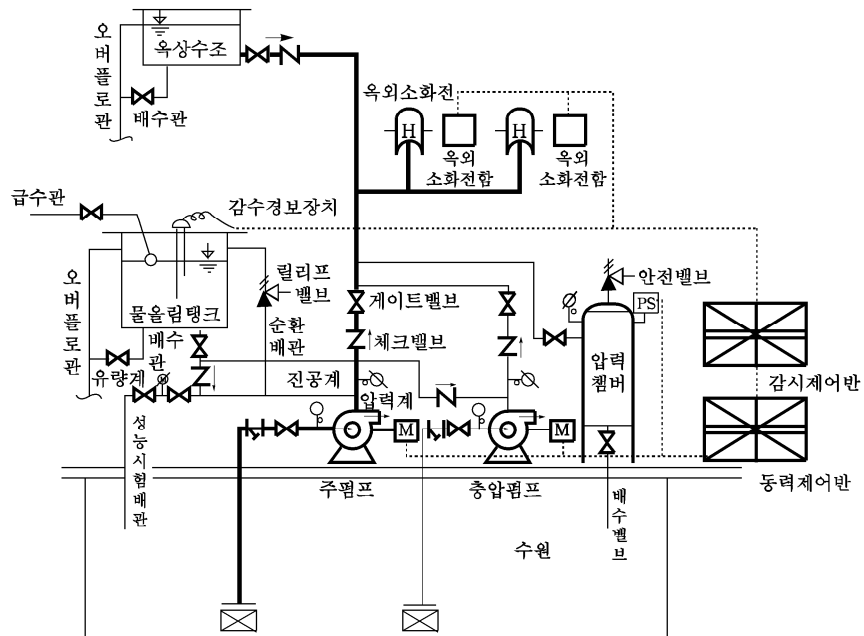 오버플로관
옥상수조
배수관
옥외소화전
H
H
옥외
소화전함
옥외
소화전함
급수관
감수경보장치
오버플로관
물올림탱크
릴리프
밸브
순환
배관
게이트밸브
체크밸브
안전밸브
PS
배수
관
유량계
진공계
압력계
압력
챔버
감시제어반
M
M
성능시험배관
주펌프
충압펌프
배수밸브
동력제어반
수원